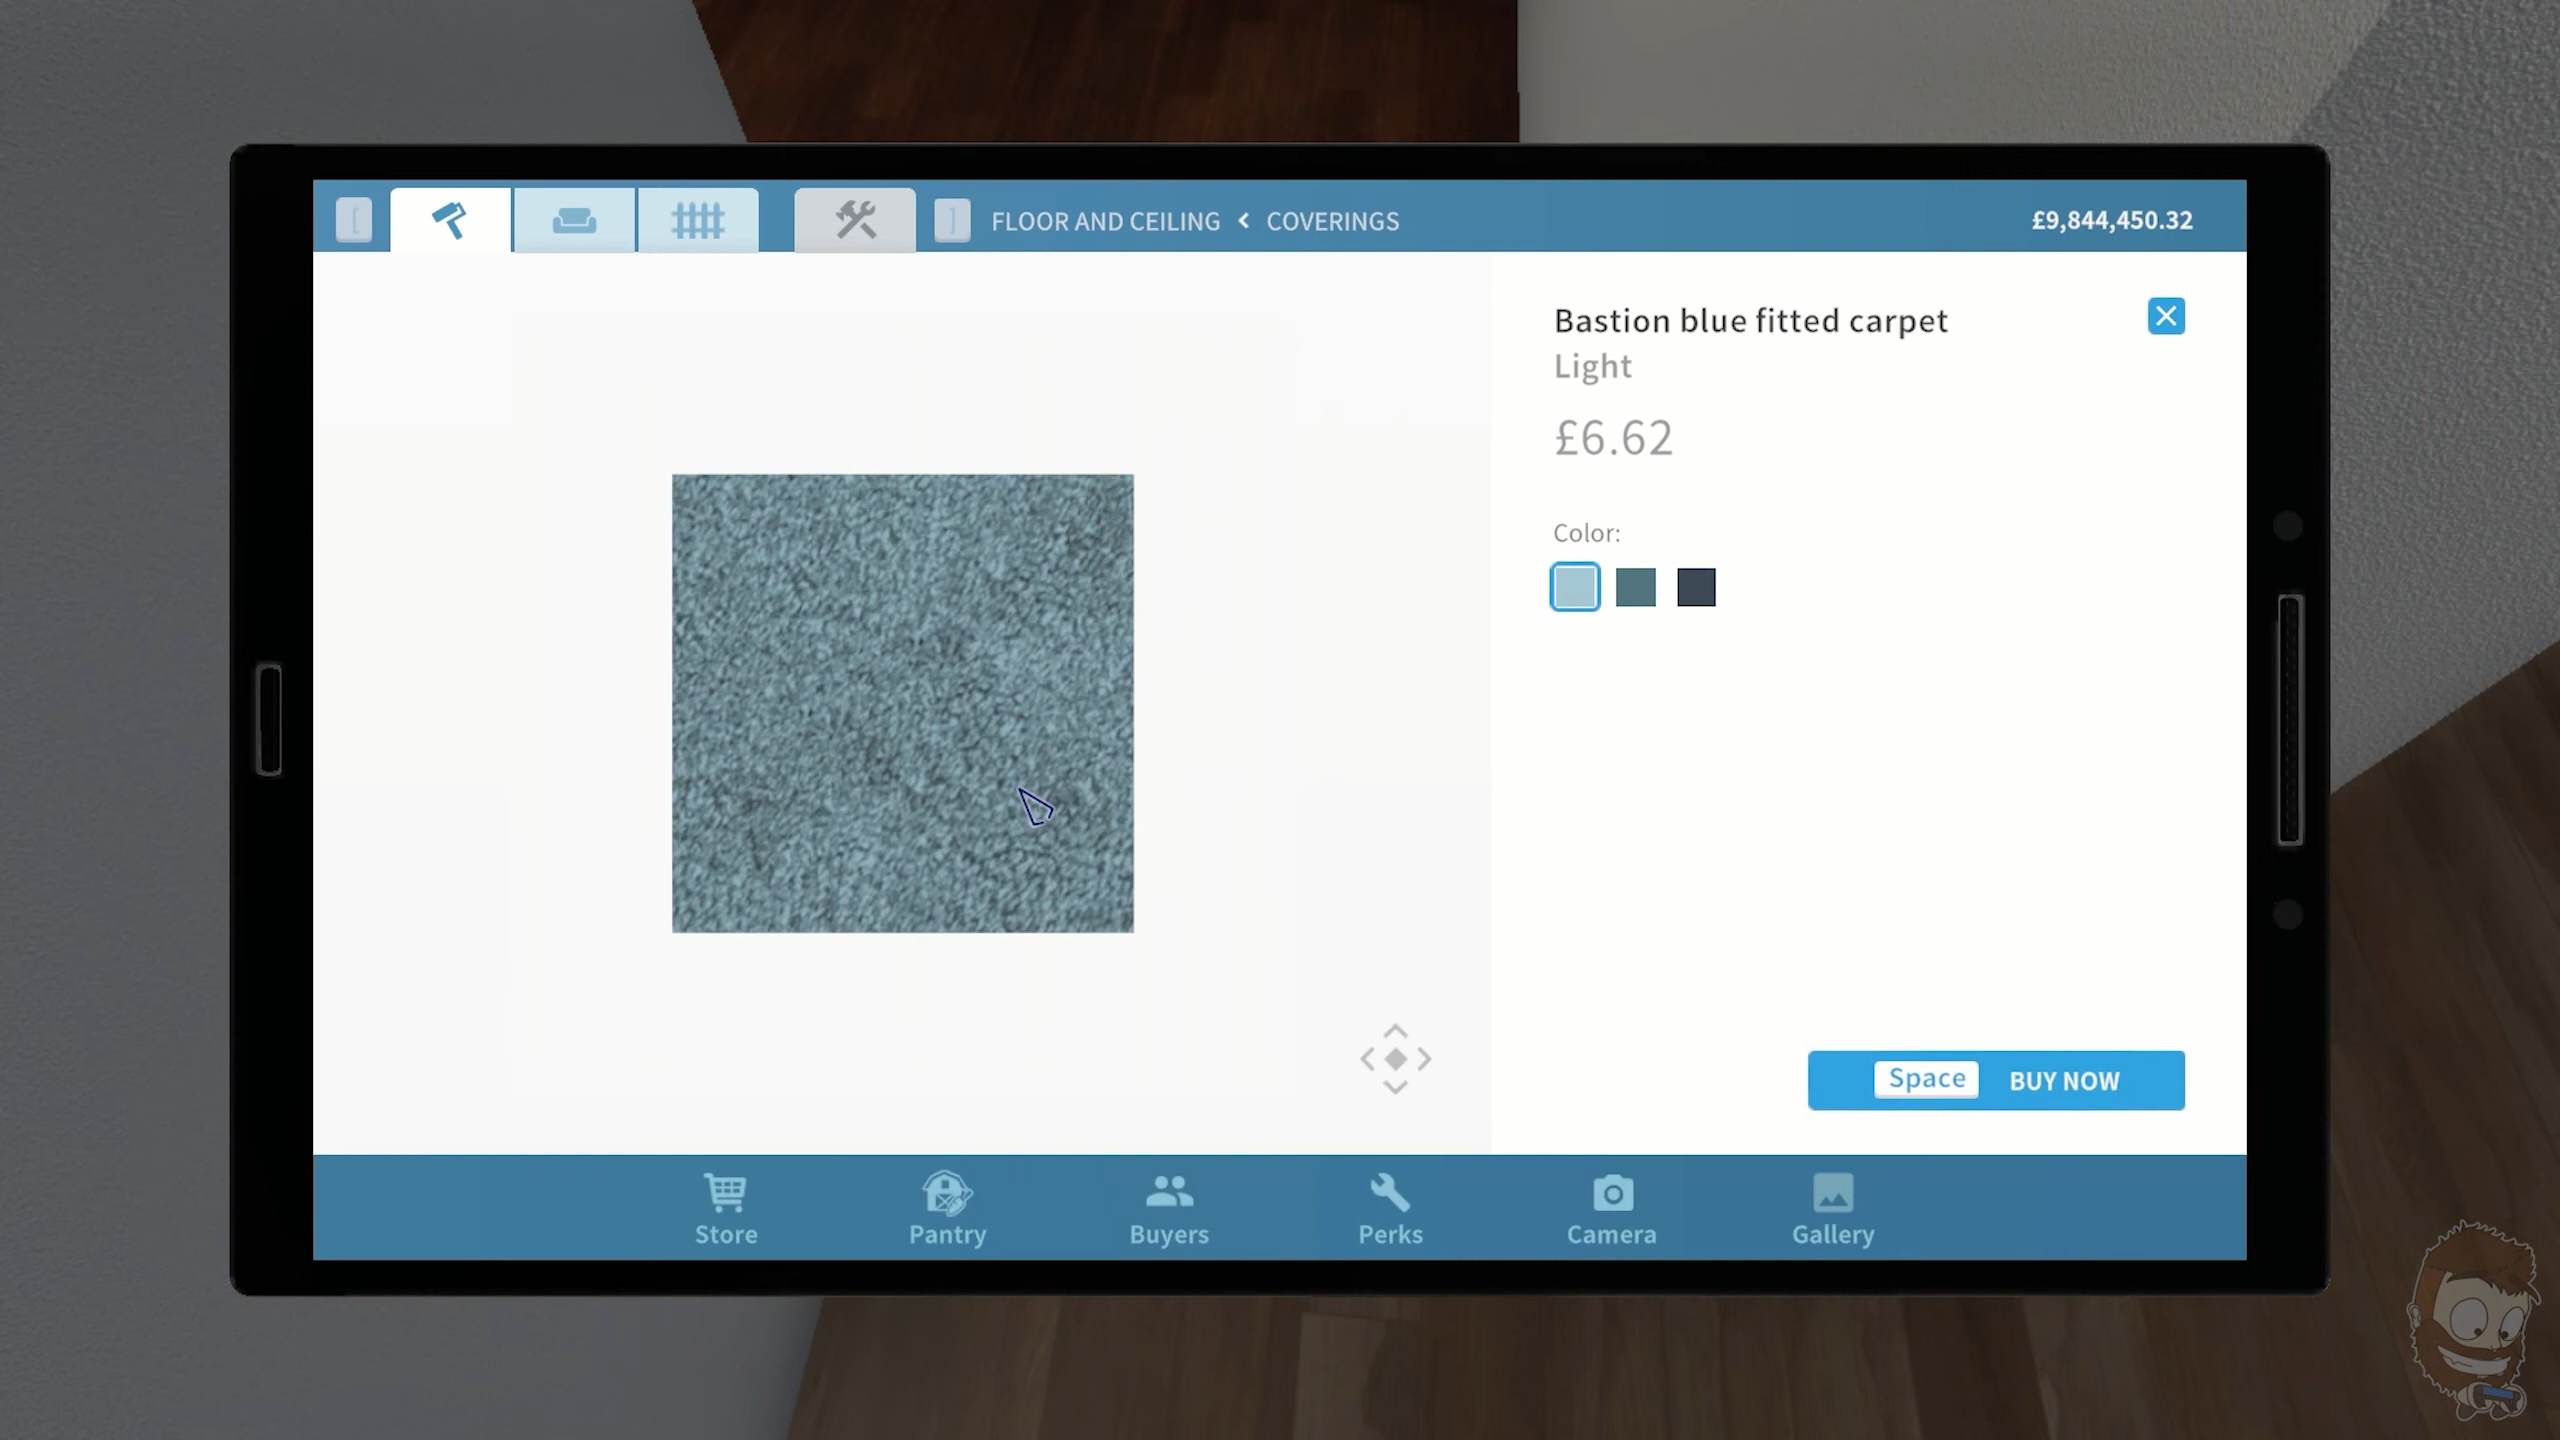 [
]
FLOOR AND CEILING < COVERINGS
£9,844,450.32
Bastion blue fitted carpet
Light
£6.62
Color:
Space BUY NOW
Store
Pantry
Buyers
Perks
Camera
Gallery